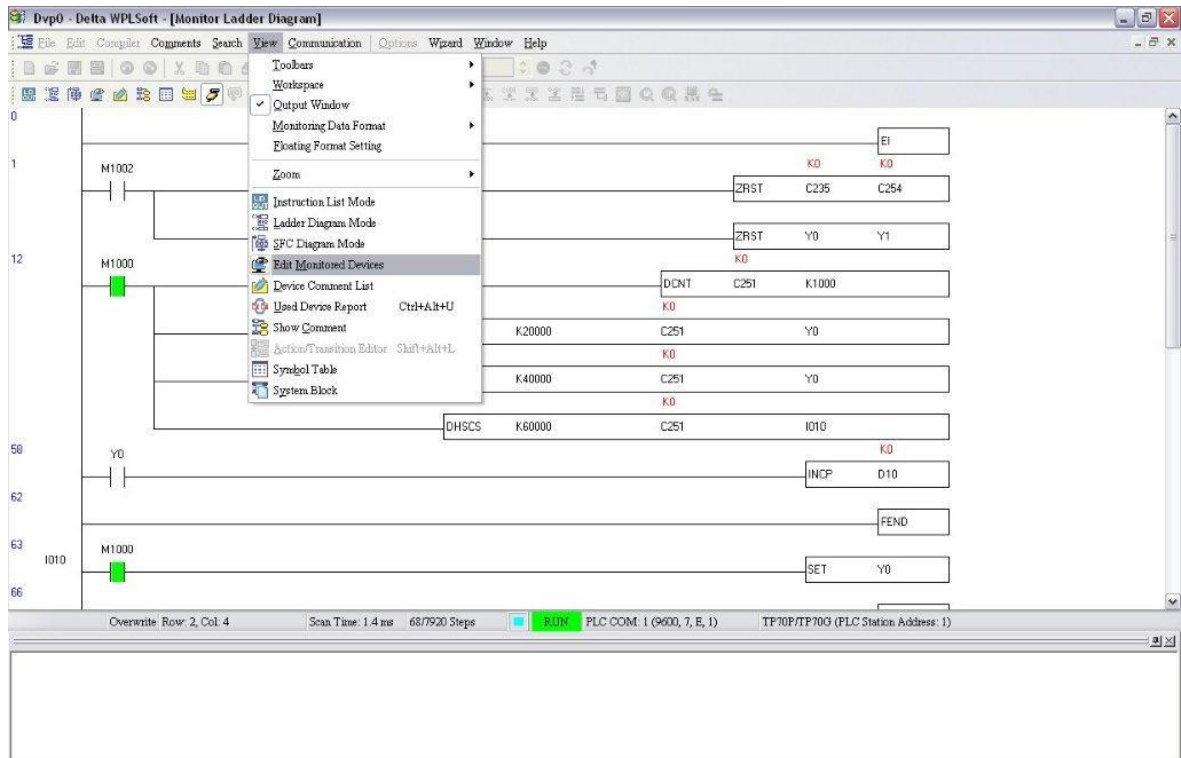 Dvp0 - Delta WPLSoft - [Monitor Ladder Diagram]
File Edit Compiler Comments Search View Communication Options Wizard Window Help
Toolbars
Workspace
Output Window
Monitoring Data Format
Floating Format Setting
Zoom
Instruction List Mode
Ladder Diagram Mode
SFC Diagram Mode
Edit Monitored Devices
Device Comment List
Used Device Report Ctrl+Alt+U
Show Comment
Action/Transition Editor Shift+Alt+L
Symbol Table
System Block
0
EI
1
M1002
K0 K0
ZRST C235 C254
ZRST Y0 Y1
12
M1000
K0
DCNT C251 K1000
K0
K20000 C251 Y0
K0
K40000 C251 Y0
K0
DHSCS K60000 C251 I010
58
Y0
K0
INCP D10
62
FEND
63
I010
M1000
SET Y0
66
Overwrite Row: 2, Col: 4 Scan Time: 1.4 ms 68/7920 Steps RUN PLC COM: 1 (9600, 7, E, 1) TP70P/TP70G (PLC Station Address: 1)